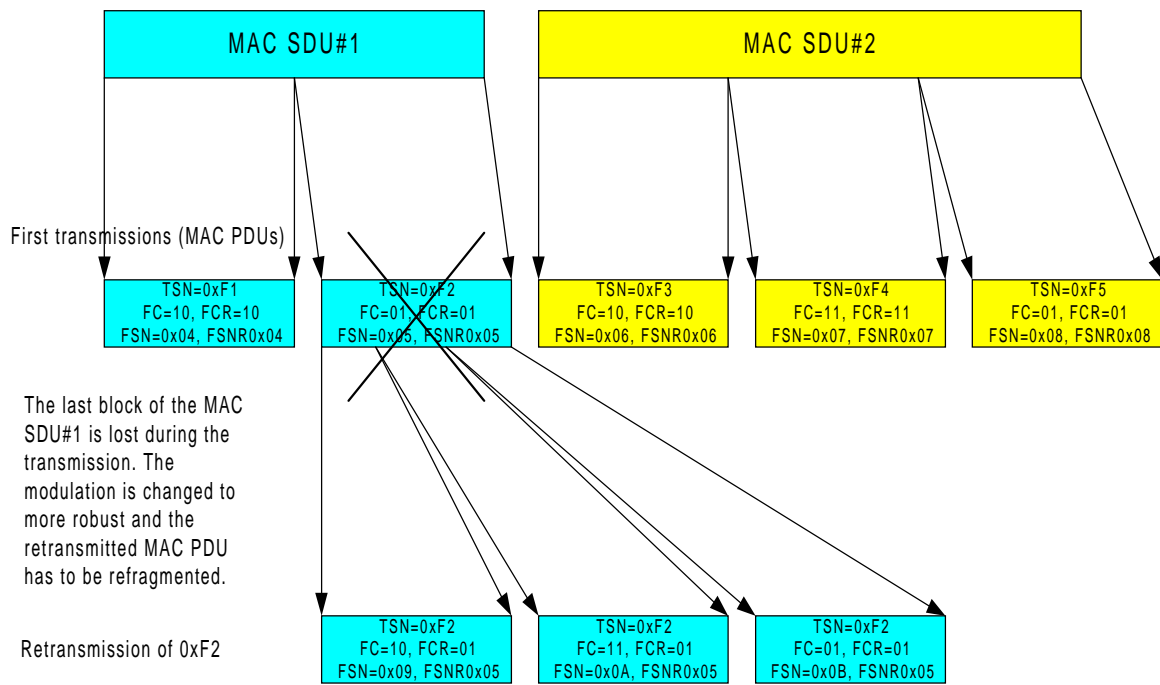 MAC SDU#1
MAC SDU#2
First transmissions (MAC PDUs)
TSN=0xF1
FC=10, FCR=10
FSN=0x04, FSNR0x04
TSN=0xF2
FC=01, FCR=01
FSN=0x05, FSNR0x05
TSN=0xF3
FC=10, FCR=10
FSN=0x06, FSNR0x06
TSN=0xF4
FC=11, FCR=11
FSN=0x07, FSNR0x07
TSN=0xF5
FC=01, FCR=01
FSN=0x08, FSNR0x08
The last block of the MAC
SDU#1 is lost during the
transmission. The
modulation is changed to
more robust and the
retransmitted MAC PDU
has to be refragmented.
Retransmission of 0xF2
TSN=0xF2
FC=10, FCR=01
FSN=0x09, FSNR0x05
TSN=0xF2
FC=11, FCR=01
FSN=0x0A, FSNR0x05
TSN=0xF2
FC=01, FCR=01
FSN=0x0B, FSNR0x05